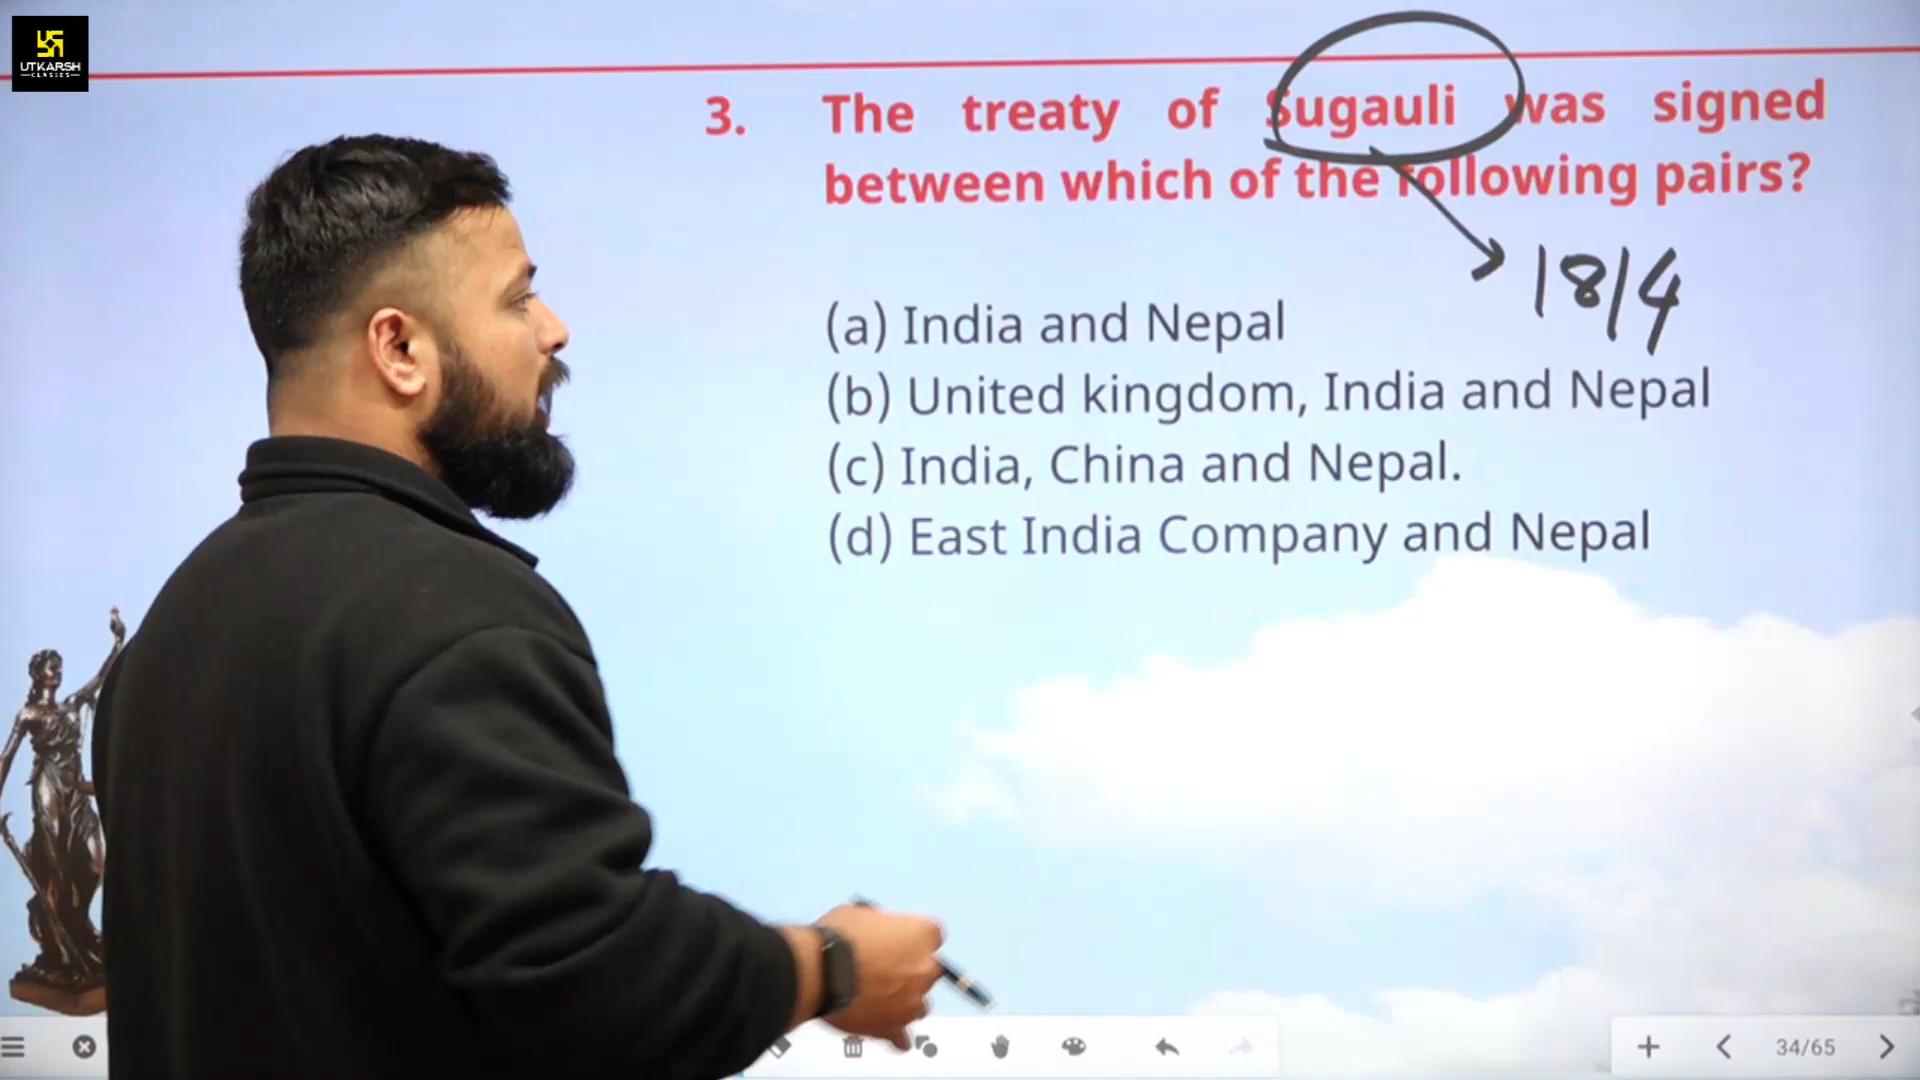 UTKARSH
CLASSES
3. The treaty of Sugauli was signed
between which of the following pairs?
1814
(a) India and Nepal
(b) United kingdom, India and Nepal
(c) India, China and Nepal.
(d) East India Company and Nepal
34/65